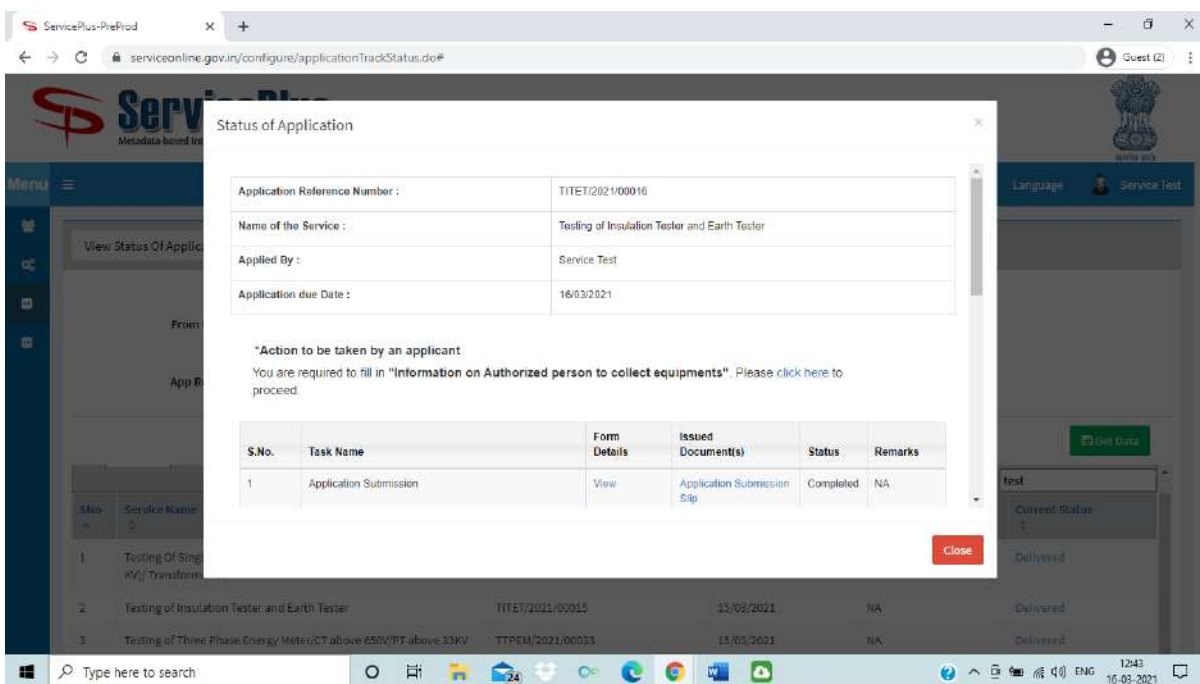 ServicePlus-PreProd
serviceonline.gov.in/configure/applicationTrackStatus.do#
Guest (2)
ServicePlus
Metadata-based Int
Status of Application
Menu
Language
Service Test
Application Reference Number :
TITET/2021/00016
Name of the Service :
Testing of Insulation Tester and Earth Tester
View Status Of Applic
Applied By :
Service Test
Application due Date :
16/03/2021
From
*Action to be taken by an applicant
You are required to fill in "Information on Authorized person to collect equipments". Please click here to
proceed.
App R
S.No.
Task Name
Form
Details
Issued
Document(s)
Status
Remarks
Get Data
1
Application Submission
View
Application Submission
Slip
Completed
NA
test
SNo
Service Name
Current Status
Close
1
Testing Of Sing
KV)/ Transform
Delivered
2
Testing of Insulation Tester and Earth Tester
TITET/2021/00015
15/03/2021
NA
Delivered
3
Testing of Three Phase Energy Meter/CT above 650V/PT above 33KV
TTPEM/2021/00033
15/03/2021
NA
Delivered
Type here to search
24
ENG
12:43
16-03-2021